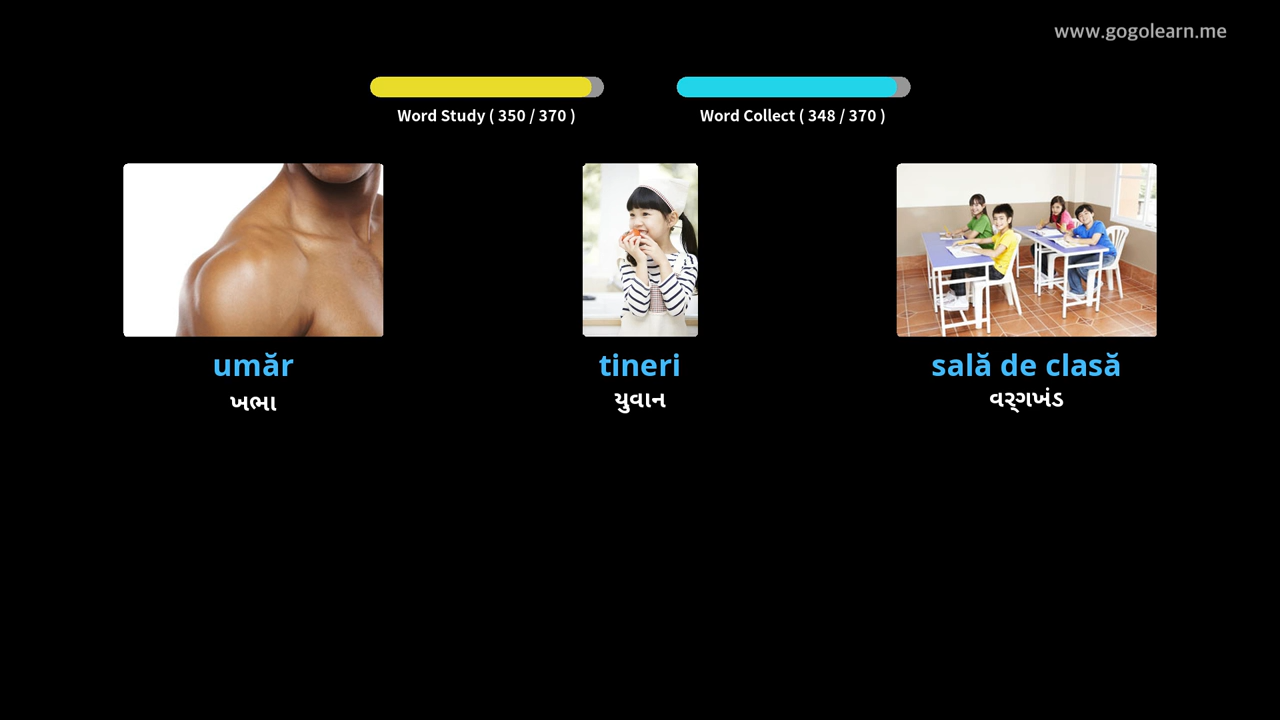 www.gogolearn.me
Word Study ( 350 / 370 )
Word Collect ( 348 / 370 )
umăr
ખભા
tineri
યુવાન
sală de clasă
વર્ગખંડ